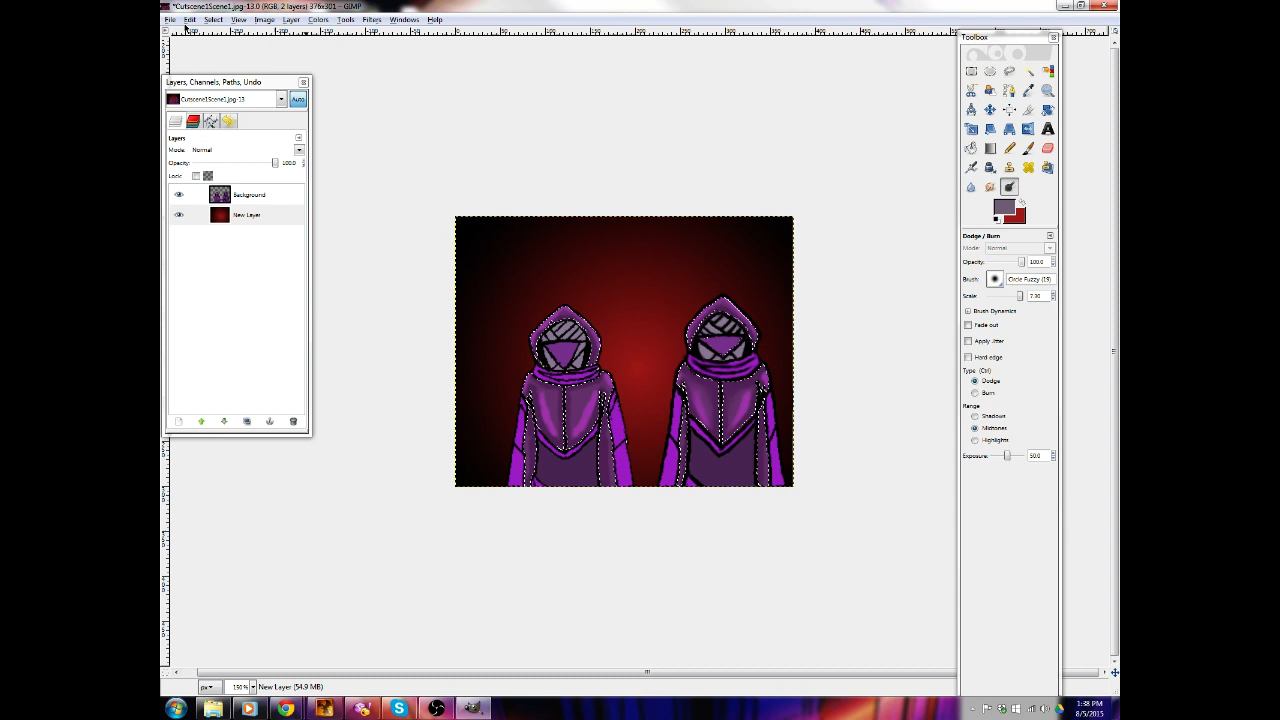 *Cutscene1Scene1.jpg-13.0 (RGB, 2 layers) 376x301 – GIMP
File Edit Select View Image Layer Colors Tools Filters Windows Help
Toolbox
Layers, Channels, Paths, Undo
Cutscene1Scene1.jpg-13
Auto
Layers
Mode: Normal
Opacity: 100.0
Lock:
Background
New Layer
Dodge / Burn
Mode: Normal
Opacity: 100.0
Brush: Circle Fuzzy (19)
Scale: 7.30
Brush Dynamics
Fade out
Apply Jitter
Hard edge
Type (Ctrl)
Dodge
Burn
Range
Shadows
Midtones
Highlights
Exposure: 50.0
px 150% New Layer (54.9 MB)
1:38 PM
8/5/2015